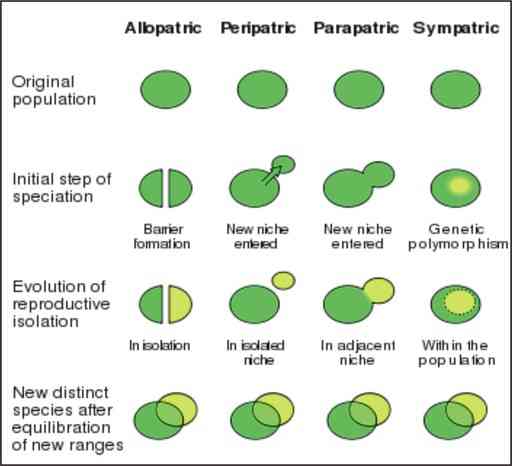 Allopatric Peripatric Parapatric Sympatric
Original
population
Initial step of
speciation
Barrier
formation
New niche
entered
New niche
entered
Genetic
polymorphism
Evolution of
reproductive
isolation
In isolation
In isolated
niche
In adjacent
niche
Within the
population
New distinct
species after
equilibration
of new ranges